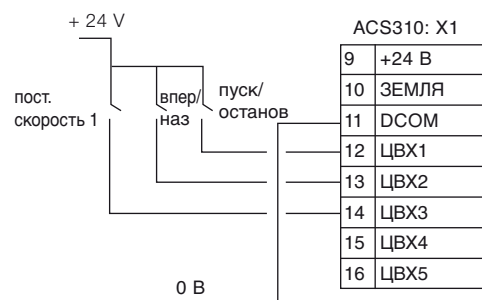 + 24 V
ACS310: X1
9 +24 В
10 ЗЕМЛЯ
11 DCOM
12 ЦВХ1
13 ЦВХ2
14 ЦВХ3
15 ЦВХ4
16 ЦВХ5
пост.
скорость 1
впер/
наз
пуск/
останов
0 В